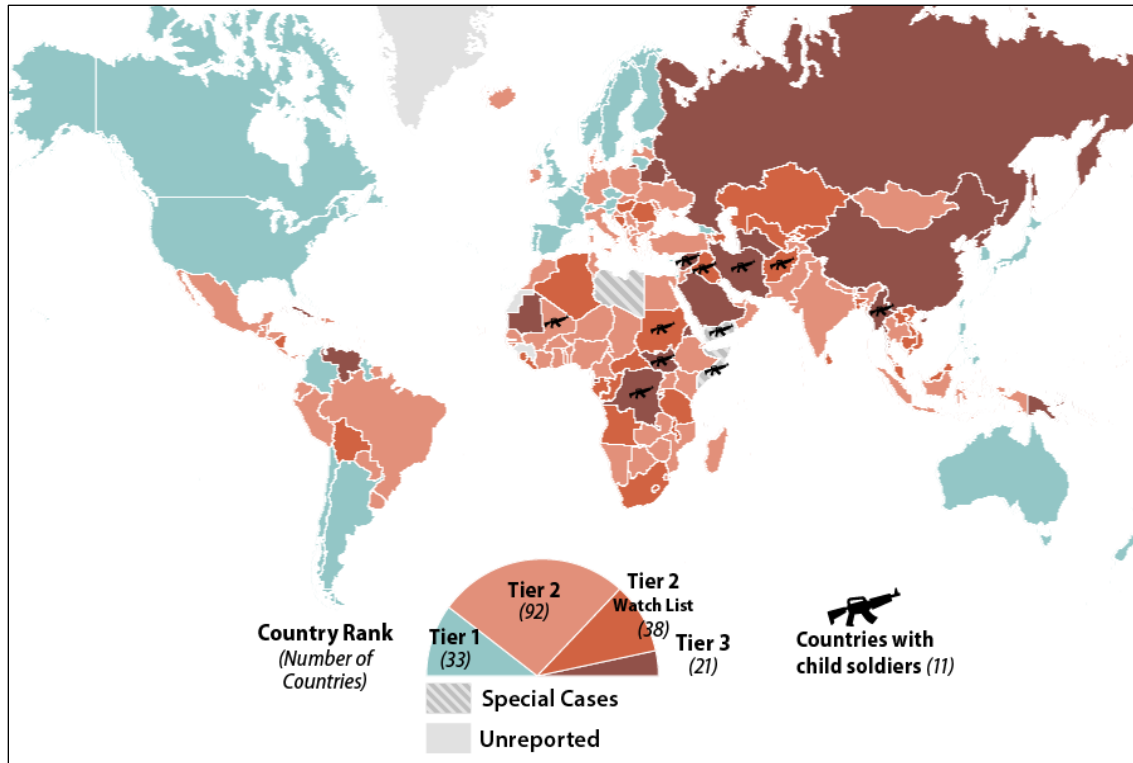 Country Rank
(Number of
Countries)
Tier 1
(33)
Tier 2
(92)
Tier 2
Watch List
(38)
Tier 3
(21)
Special Cases
Unreported
Countries with
child soldiers (11)